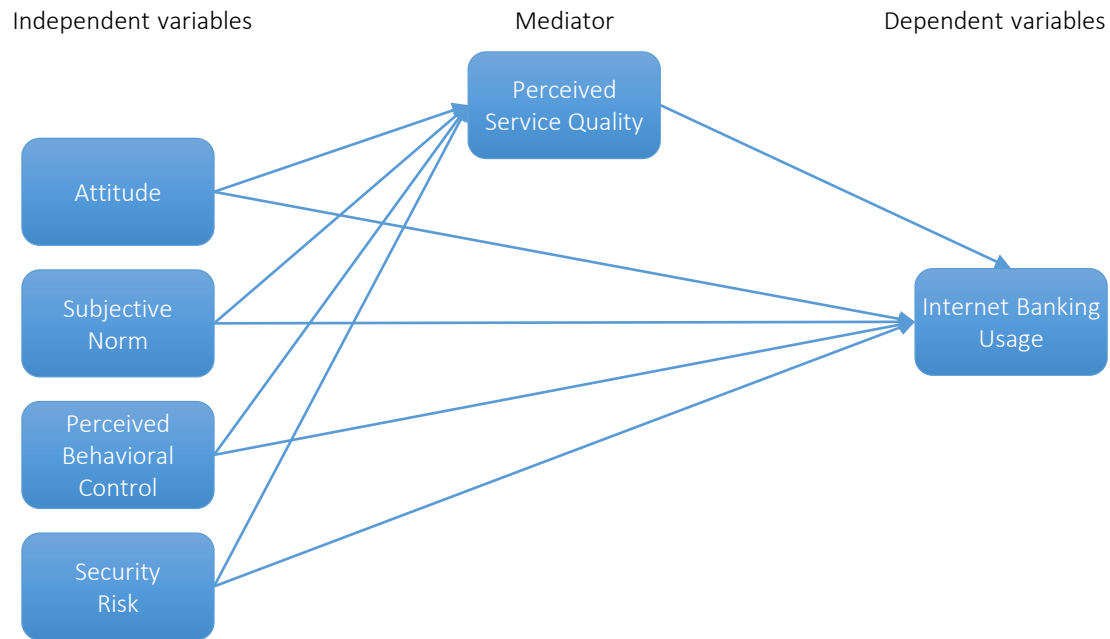 Independent variables
Mediator
Dependent variables
Perceived
Service Quality
Attitude
Subjective
Norm
Internet Banking
Usage
Perceived
Behavioral
Control
Security
Risk